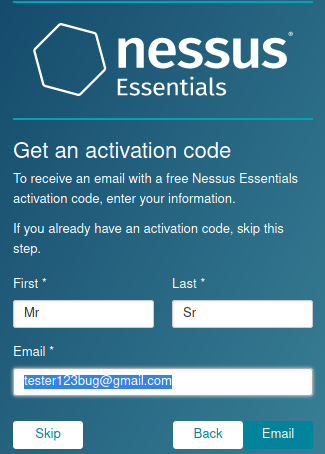 nessus®
Essentials
Get an activation code
To receive an email with a free Nessus Essentials
activation code, enter your information.
If you already have an activation code, skip this
step.
First * Last *
Mr Sr
Email *
tester123bug@gmail.com
Skip Back Email